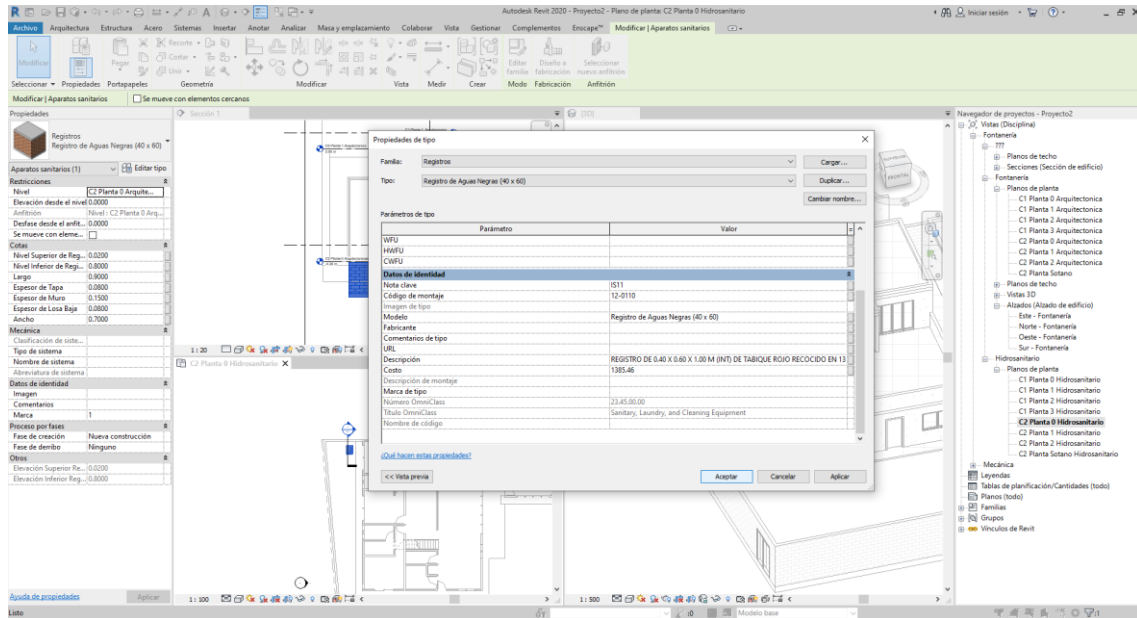 Autodesk Revit 2020 - Proyecto2 - Plano de planta: C2 Planta 0 Hidrosanitario
Iniciar sesión
Archivo Arquitectura Estructura Acero Sistemas Insertar Anotar Analizar Masa y emplazamiento Colaborar Vista Gestionar Complementos Enscape™ Modificar | Aparatos sanitarios
Modificar
Pegar
Recorte
Cortar
Unir
Editar familia
Diseño a fabricación
Seleccionar nuevo anfitrión
Seleccionar Propiedades Portapapeles Geometría Modificar Vista Medir Crear Modo Fabricación Anfitrión
Modificar | Aparatos sanitarios Se mueve con elementos cercanos
Propiedades
Registros
Registro de Aguas Negras (40 x 60)
Aparatos sanitarios (1) Editar tipo
Restricciones
Nivel C2 Planta 0 Arquite...
Elevación desde el nivel 0.0000
Anfitrión Nivel : C2 Planta 0 Arq...
Desfase desde el anfit... 0.0000
Se mueve con eleme...
Cotas
Nivel Superior de Reg... 0.0200
Nivel Inferior de Regi... 0.8000
Largo 0.9000
Espesor de Tapa 0.0800
Espesor de Muro 0.1500
Espesor de Losa Baja 0.0800
Ancho 0.7000
Mecánica
Clasificación de siste...
Tipo de sistema
Nombre de sistema
Abreviatura de sistema
Datos de identidad
Imagen
Comentarios
Marca 1
Proceso por fases
Fase de creación Nueva construcción
Fase de derribo Ninguno
Otros
Elevación Superior Re... 0.0200
Elevación Inferior Reg... 0.8000
Ayuda de propiedades Aplicar
Listo
Sección 1
1 : 20
C2 Planta 0 Hidrosanitario
1 : 100
{3D}
FRONTAL
1 : 500
:0 Modelo base
:1
Propiedades de tipo
Familia: Registros Cargar...
Tipo: Registro de Aguas Negras (40 x 60) Duplicar...
Cambiar nombre...
Parámetros de tipo
Parámetro Valor =
WFU
HWFU
CWFU
Datos de identidad
Nota clave IS11
Código de montaje 12-0110
Imagen de tipo
Modelo Registro de Aguas Negras (40 x 60)
Fabricante
Comentarios de tipo
URL
Descripción REGISTRO DE 0.40 X 0.60 X 1.00 M (INT) DE TABIQUE ROJO RECOCIDO EN 13
Costo 1385.46
Descripción de montaje
Marca de tipo
Número OmniClass 23.45.00.00
Título OmniClass Sanitary, Laundry, and Cleaning Equipment
Nombre de código
¿Qué hacen estas propiedades?
<< Vista previa Aceptar Cancelar Aplicar
Navegador de proyectos - Proyecto2
Vistas (Disciplina)
Fontanería
???
Planos de techo
Secciones (Sección de edificio)
Fontanería
Planos de planta
C1 Planta 0 Arquitectonica
C1 Planta 1 Arquitectonica
C1 Planta 2 Arquitectonica
C1 Planta 3 Arquitectonica
C2 Planta 0 Arquitectonica
C2 Planta 1 Arquitectonica
C2 Planta 2 Arquitectonica
C2 Planta Sotano
Planos de techo
Vistas 3D
Alzados (Alzado de edificio)
Este - Fontanería
Norte - Fontanería
Oeste - Fontanería
Sur - Fontanería
Hidrosanitario
Planos de planta
C1 Planta 0 Hidrosanitario
C1 Planta 1 Hidrosanitario
C1 Planta 2 Hidrosanitario
C1 Planta 3 Hidrosanitario
C2 Planta 0 Hidrosanitario
C2 Planta 1 Hidrosanitario
C2 Planta 2 Hidrosanitario
C2 Planta Sotano Hidrosanitario
Mecánica
Leyendas
Tablas de planificación/Cantidades (todo)
Planos (todo)
Familias
Grupos
Vínculos de Revit